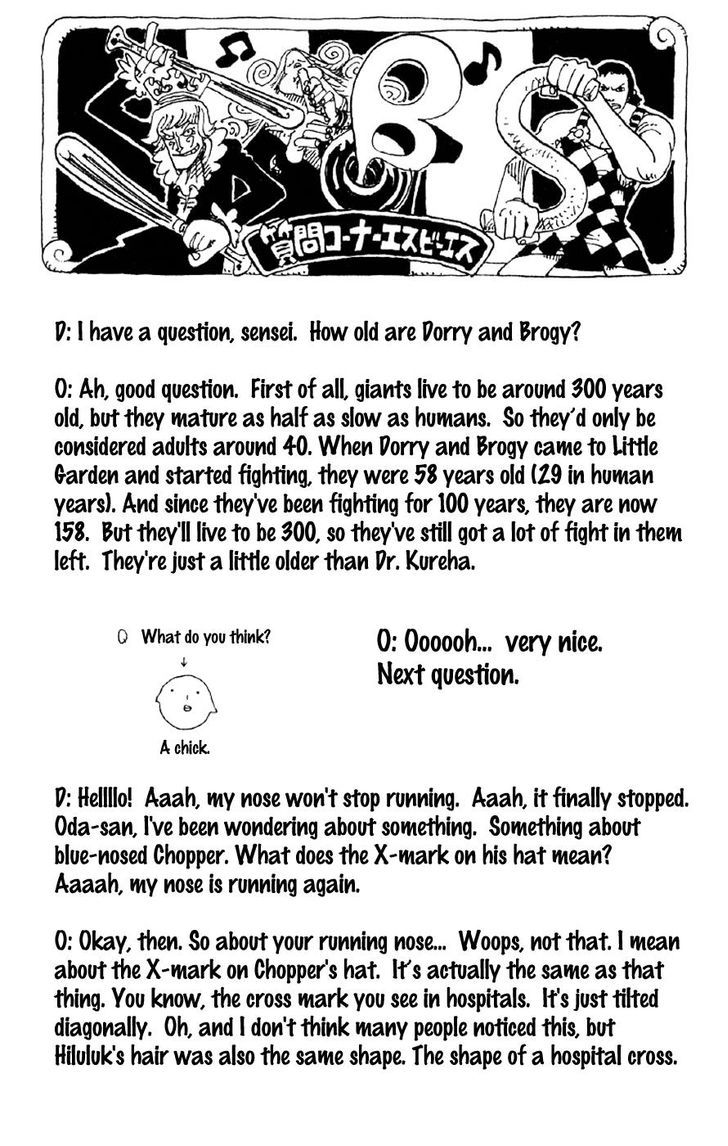 S B S
質問コーナーエスビーエス
D: I have a question, sensei. How old are Dorry and Brogy?
O: Ah, good question. First of all, giants live to be around 300 years
old, but they mature as half as slow as humans. So they'd only be
considered adults around 40. When Dorry and Brogy came to Little
Garden and started fighting, they were 58 years old (29 in human
years). And since they've been fighting for 100 years, they are now
158. But they'll live to be 300, so they've still got a lot of fight in them
left. They're just a little older than Dr. Kureha.
Q What do you think?
↓
A chick.
O: Oooooh... very nice.
Next question.
D: Helllllo! Aaah, my nose won't stop running. Aaah, it finally stopped.
Oda-san, I've been wondering about something. Something about
blue-nosed Chopper. What does the X-mark on his hat mean?
Aaaah, my nose is running again.
O: Okay, then. So about your running nose... Woops, not that. I mean
about the X-mark on Chopper's hat. It's actually the same as that
thing. You know, the cross mark you see in hospitals. It's just tilted
diagonally. Oh, and I don't think many people noticed this, but
Hiluluk's hair was also the same shape. The shape of a hospital cross.